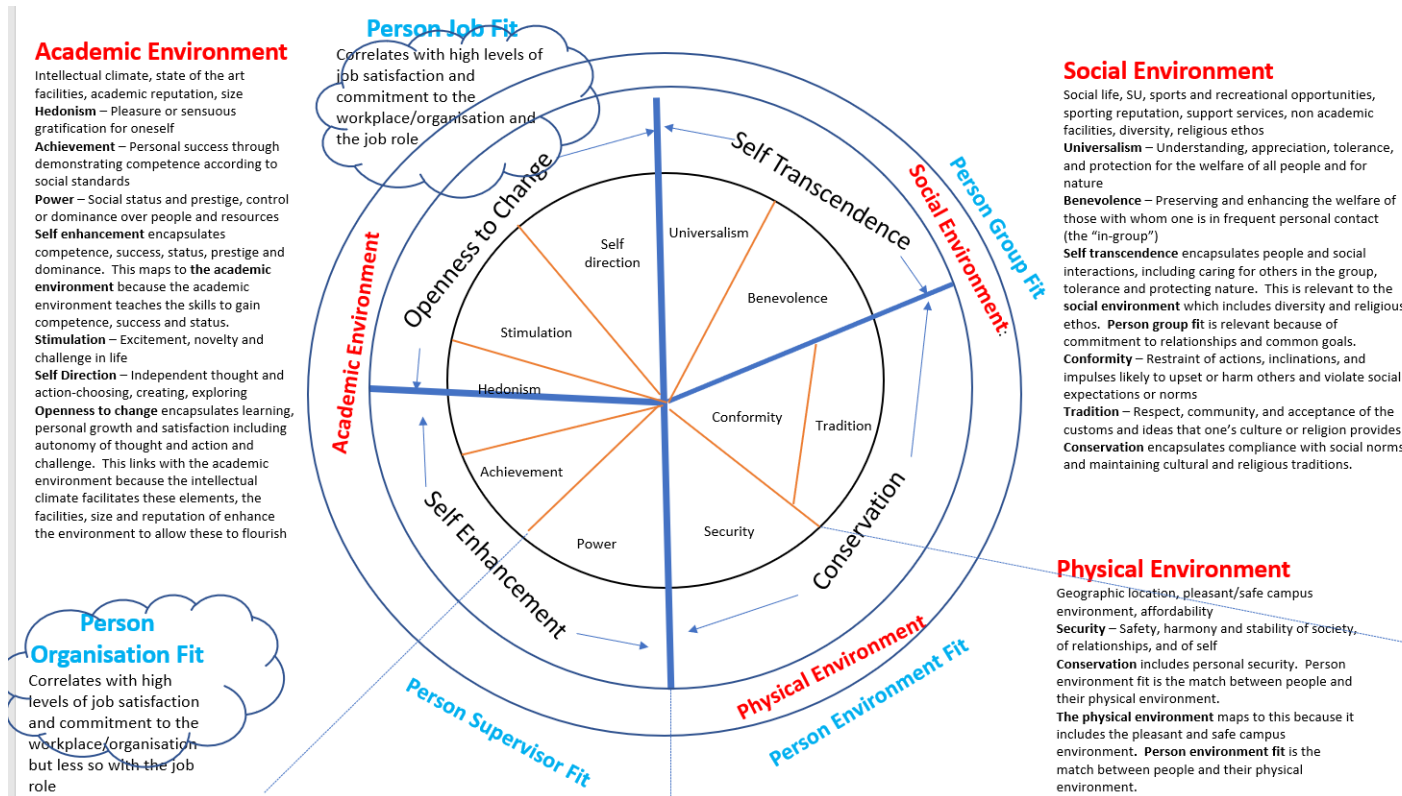 Academic Environment
Intellectual climate, state of the art
facilities, academic reputation, size
Hedonism – Pleasure or sensuous
gratification for oneself
Achievement – Personal success through
demonstrating competence according to
social standards
Power – Social status and prestige, control
or dominance over people and resources
Self enhancement encapsulates
competence, success, status, prestige and
dominance. This maps to the academic
environment because the academic
environment teaches the skills to gain
competence, success and status.
Stimulation – Excitement, novelty and
challenge in life
Self Direction – Independent thought and
action-choosing, creating, exploring
Openness to change encapsulates learning,
personal growth and satisfaction including
autonomy of thought and action and
challenge. This links with the academic
environment because the intellectual
climate facilitates these elements, the
facilities, size and reputation of enhance
the environment to allow these to flourish
Person
Organisation Fit
Correlates with high
levels of job satisfaction
and commitment to the
workplace/organisation
but less so with the job
role
Person Job Fit
Correlates with high levels of
job satisfaction and
commitment to the
workplace/organisation and
the job role
Openness to Change
Self Transcendence
Academic Environment
Social Environment:
Person Group Fit
Self
direction
Universalism
Benevolence
Stimulation
Hedonism
Conformity
Tradition
Achievement
Power
Security
Self Enhancement
Conservation
Physical Environment
Person Environment Fit
Person Supervisor Fit
Social Environment
Social life, SU, sports and recreational opportunities,
sporting reputation, support services, non academic
facilities, diversity, religious ethos
Universalism – Understanding, appreciation, tolerance,
and protection for the welfare of all people and for
nature
Benevolence – Preserving and enhancing the welfare of
those with whom one is in frequent personal contact
(the “in-group”)
Self transcendence encapsulates people and social
interactions, including caring for others in the group,
tolerance and protecting nature. This is relevant to the
social environment which includes diversity and religious
ethos. Person group fit is relevant because of
commitment to relationships and common goals.
Conformity – Restraint of actions, inclinations, and
impulses likely to upset or harm others and violate social
expectations or norms
Tradition – Respect, community, and acceptance of the
customs and ideas that one’s culture or religion provides
Conservation encapsulates compliance with social norms
and maintaining cultural and religious traditions.
Physical Environment
Geographic location, pleasant/safe campus
environment, affordability
Security – Safety, harmony and stability of society,
of relationships, and of self
Conservation includes personal security. Person
environment fit is the match between people and
their physical environment.
The physical environment maps to this because it
includes the pleasant and safe campus
environment. Person environment fit is the
match between people and their physical
environment.